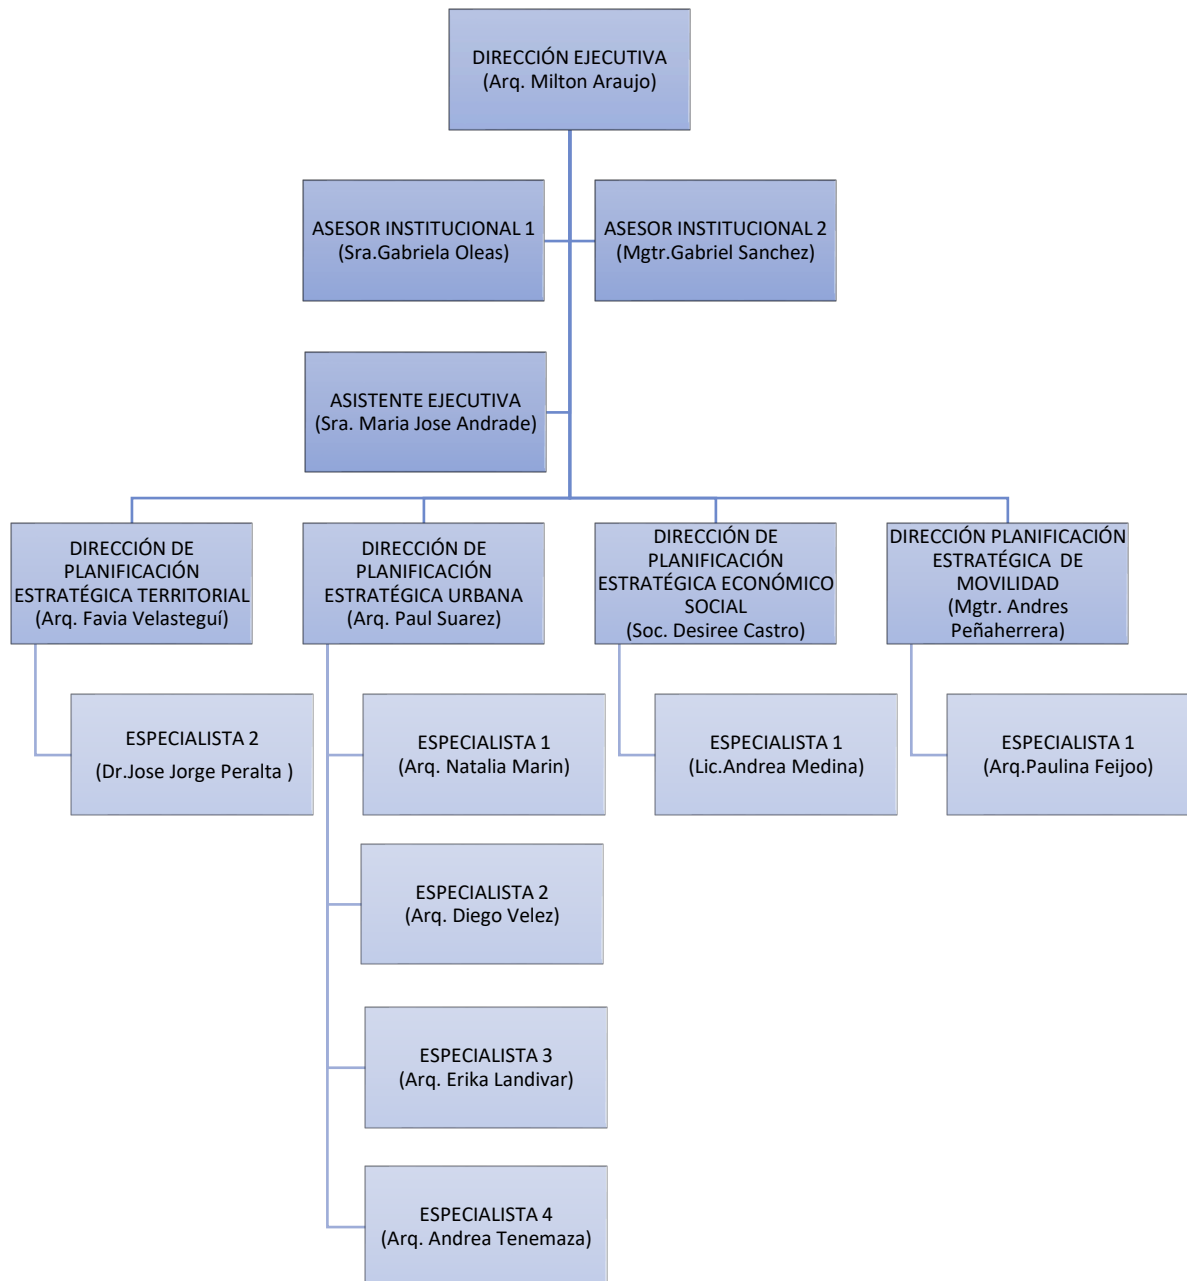 DIRECCIÓN EJECUTIVA
(Arq. Milton Araujo)
ASESOR INSTITUCIONAL 1
(Sra.Gabriela Oleas)
ASESOR INSTITUCIONAL 2
(Mgtr.Gabriel Sanchez)
ASISTENTE EJECUTIVA
(Sra. Maria Jose Andrade)
DIRECCIÓN DE
PLANIFICACIÓN
ESTRATÉGICA TERRITORIAL
(Arq. Favia Velasteguí)
DIRECCIÓN DE
PLANIFICACIÓN
ESTRATÉGICA URBANA
(Arq. Paul Suarez)
DIRECCIÓN DE
PLANIFICACIÓN
ESTRATÉGICA ECONÓMICO
SOCIAL
(Soc. Desiree Castro)
DIRECCIÓN PLANIFICACIÓN
ESTRATÉGICA DE
MOVILIDAD
(Mgtr. Andres
Peñaherrera)
ESPECIALISTA 2
(Dr.Jose Jorge Peralta )
ESPECIALISTA 1
(Arq. Natalia Marin)
ESPECIALISTA 1
(Lic.Andrea Medina)
ESPECIALISTA 1
(Arq.Paulina Feijoo)
ESPECIALISTA 2
(Arq. Diego Velez)
ESPECIALISTA 3
(Arq. Erika Landivar)
ESPECIALISTA 4
(Arq. Andrea Tenemaza)